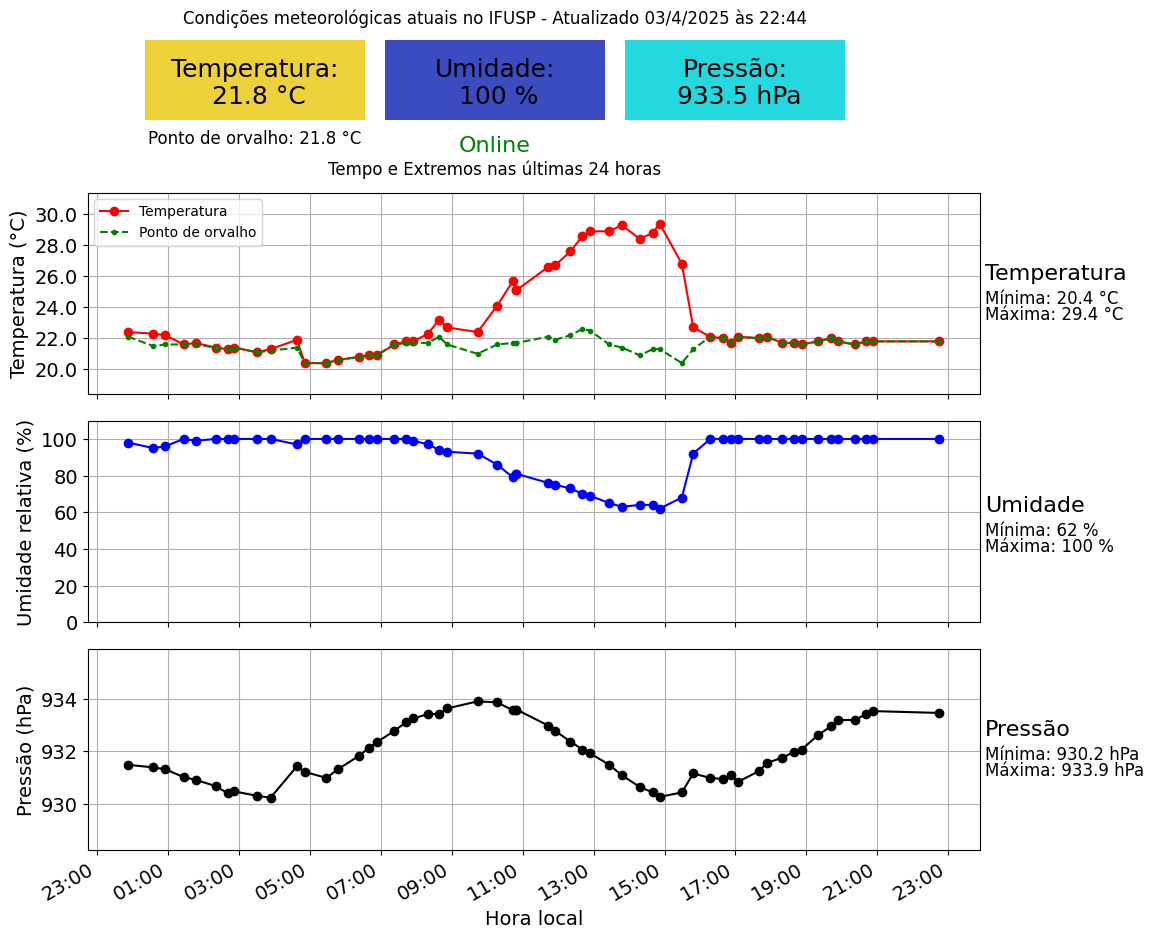 Condições meteorológicas atuais no IFUSP - Atualizado 03/4/2025 às 22:44
Temperatura:
21.8 °C
Umidade:
100 %
Pressão:
933.5 hPa
Ponto de orvalho: 21.8 °C
Online
Tempo e Extremos nas últimas 24 horas
Temperatura (°C)
30.0
28.0
26.0
24.0
22.0
20.0
Temperatura
Ponto de orvalho
Temperatura
Mínima: 20.4 °C
Máxima: 29.4 °C
Umidade relativa (%)
100
80
60
40
20
0
Umidade
Mínima: 62 %
Máxima: 100 %
Pressão (hPa)
934
932
930
Pressão
Mínima: 930.2 hPa
Máxima: 933.9 hPa
23:00 01:00 03:00 05:00 07:00 09:00 11:00 13:00 15:00 17:00 19:00 21:00 23:00
Hora local